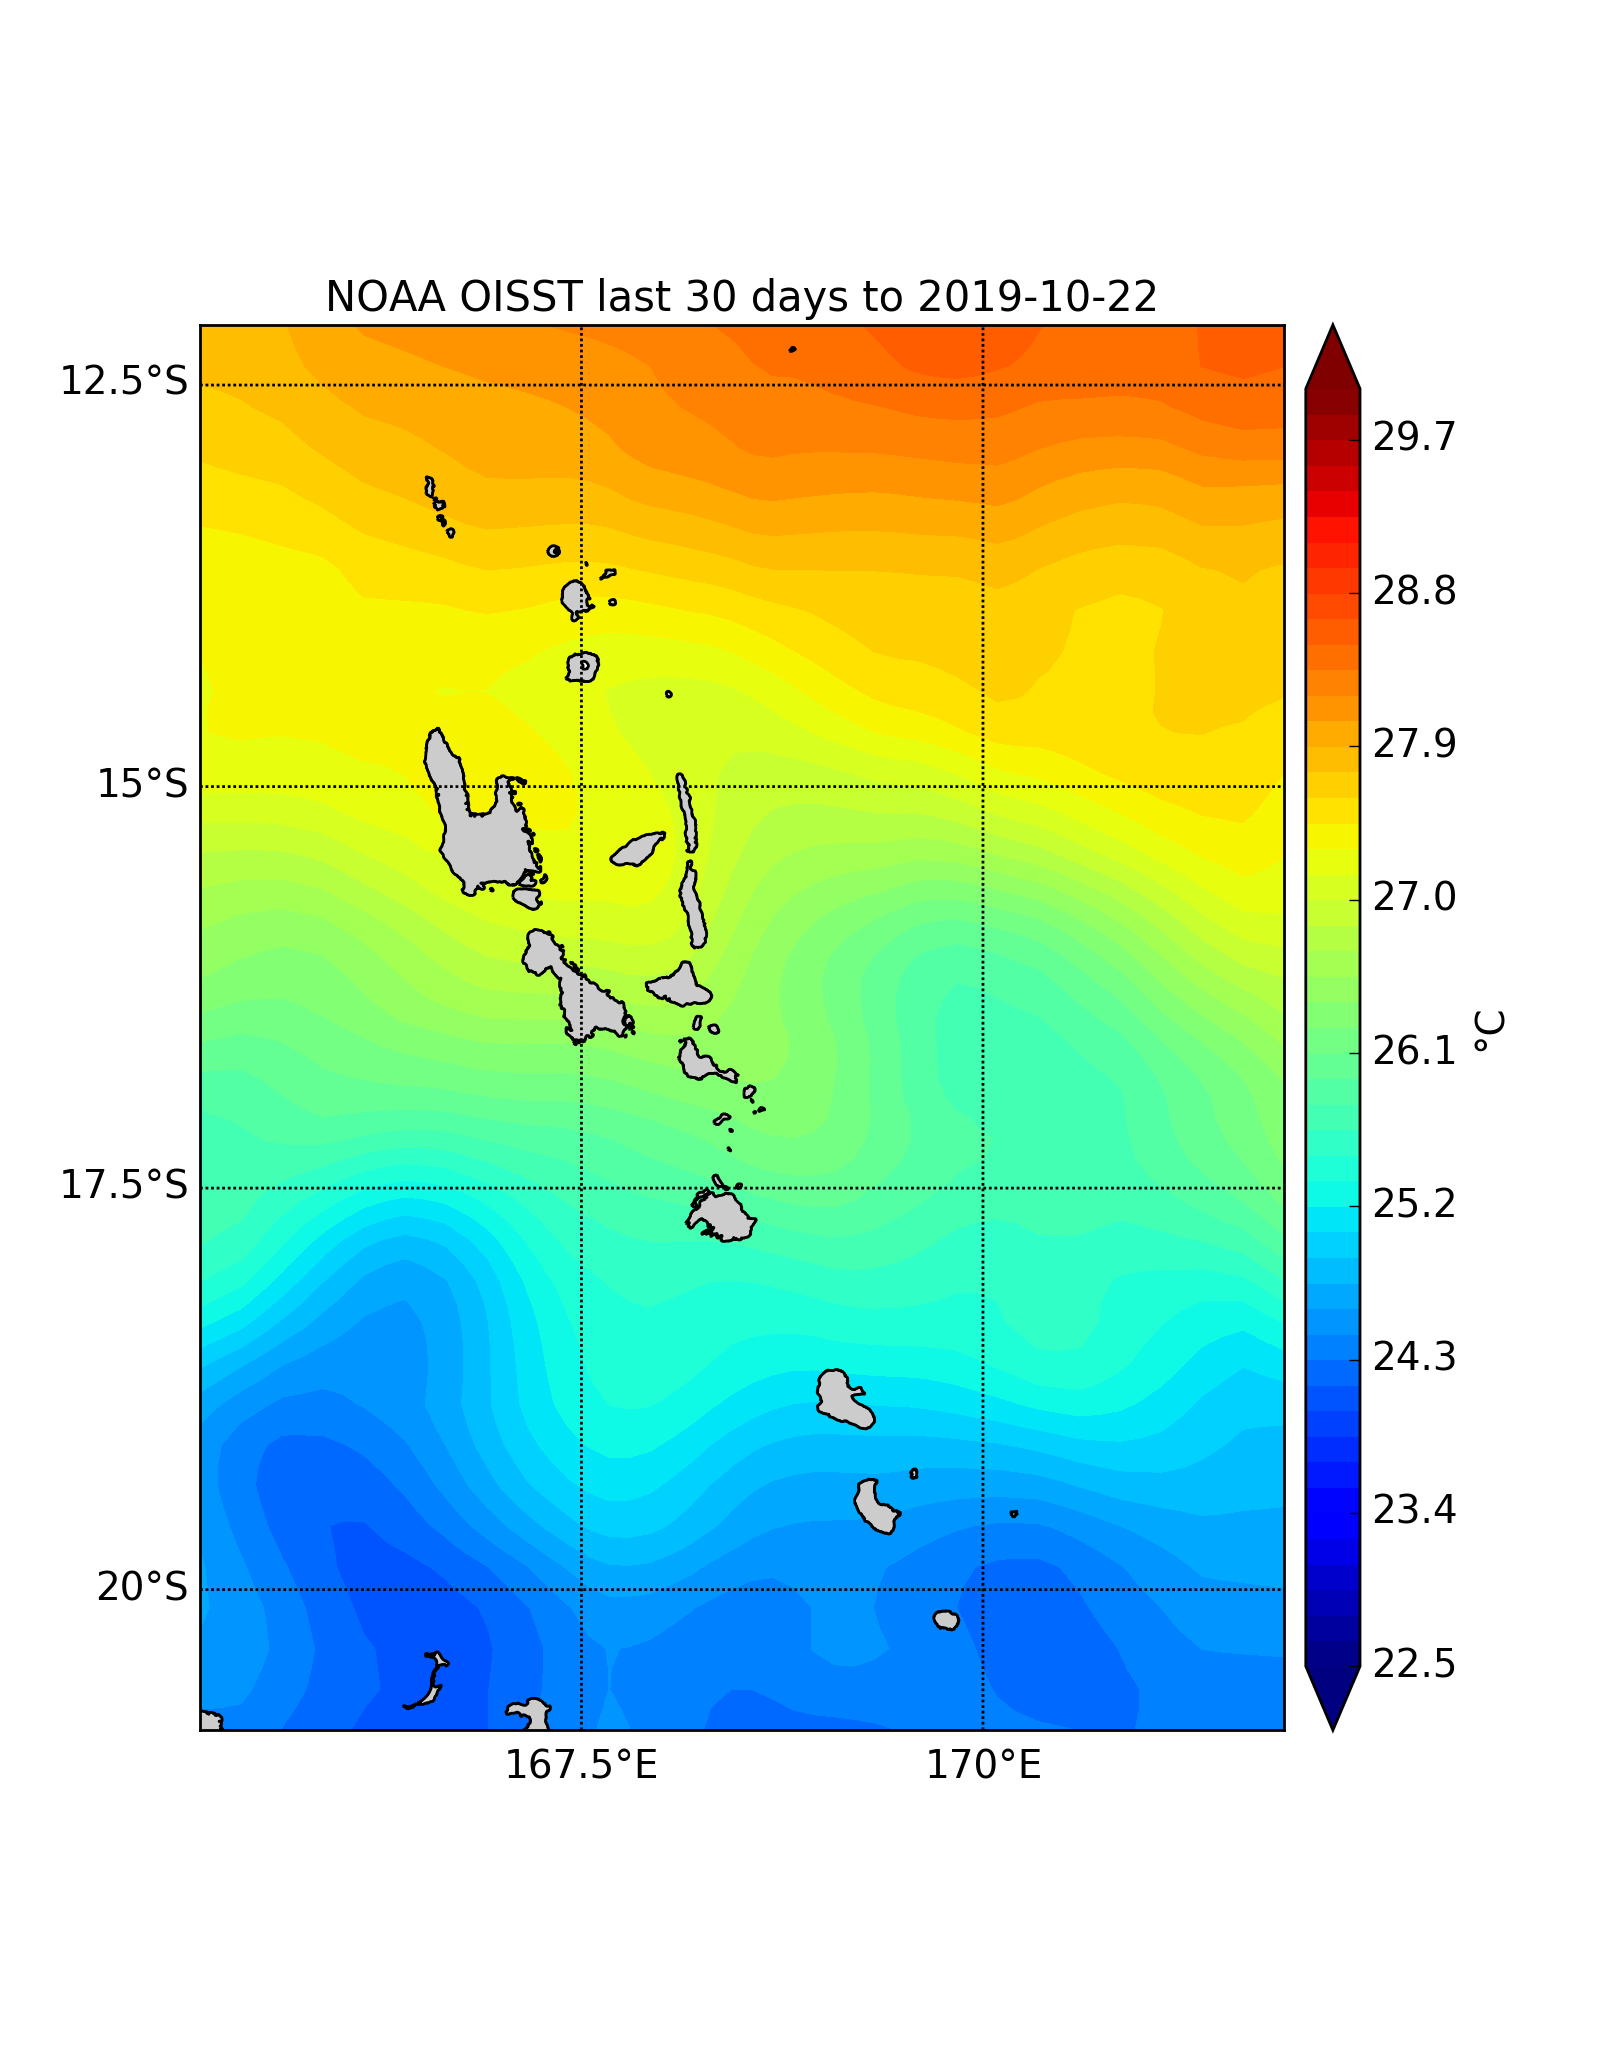 NOAA OISST last 30 days to 2019-10-22
12.5°S
15°S
17.5°S
20°S
167.5°E
170°E
29.7
28.8
27.9
27.0
26.1
25.2
24.3
23.4
22.5
°C